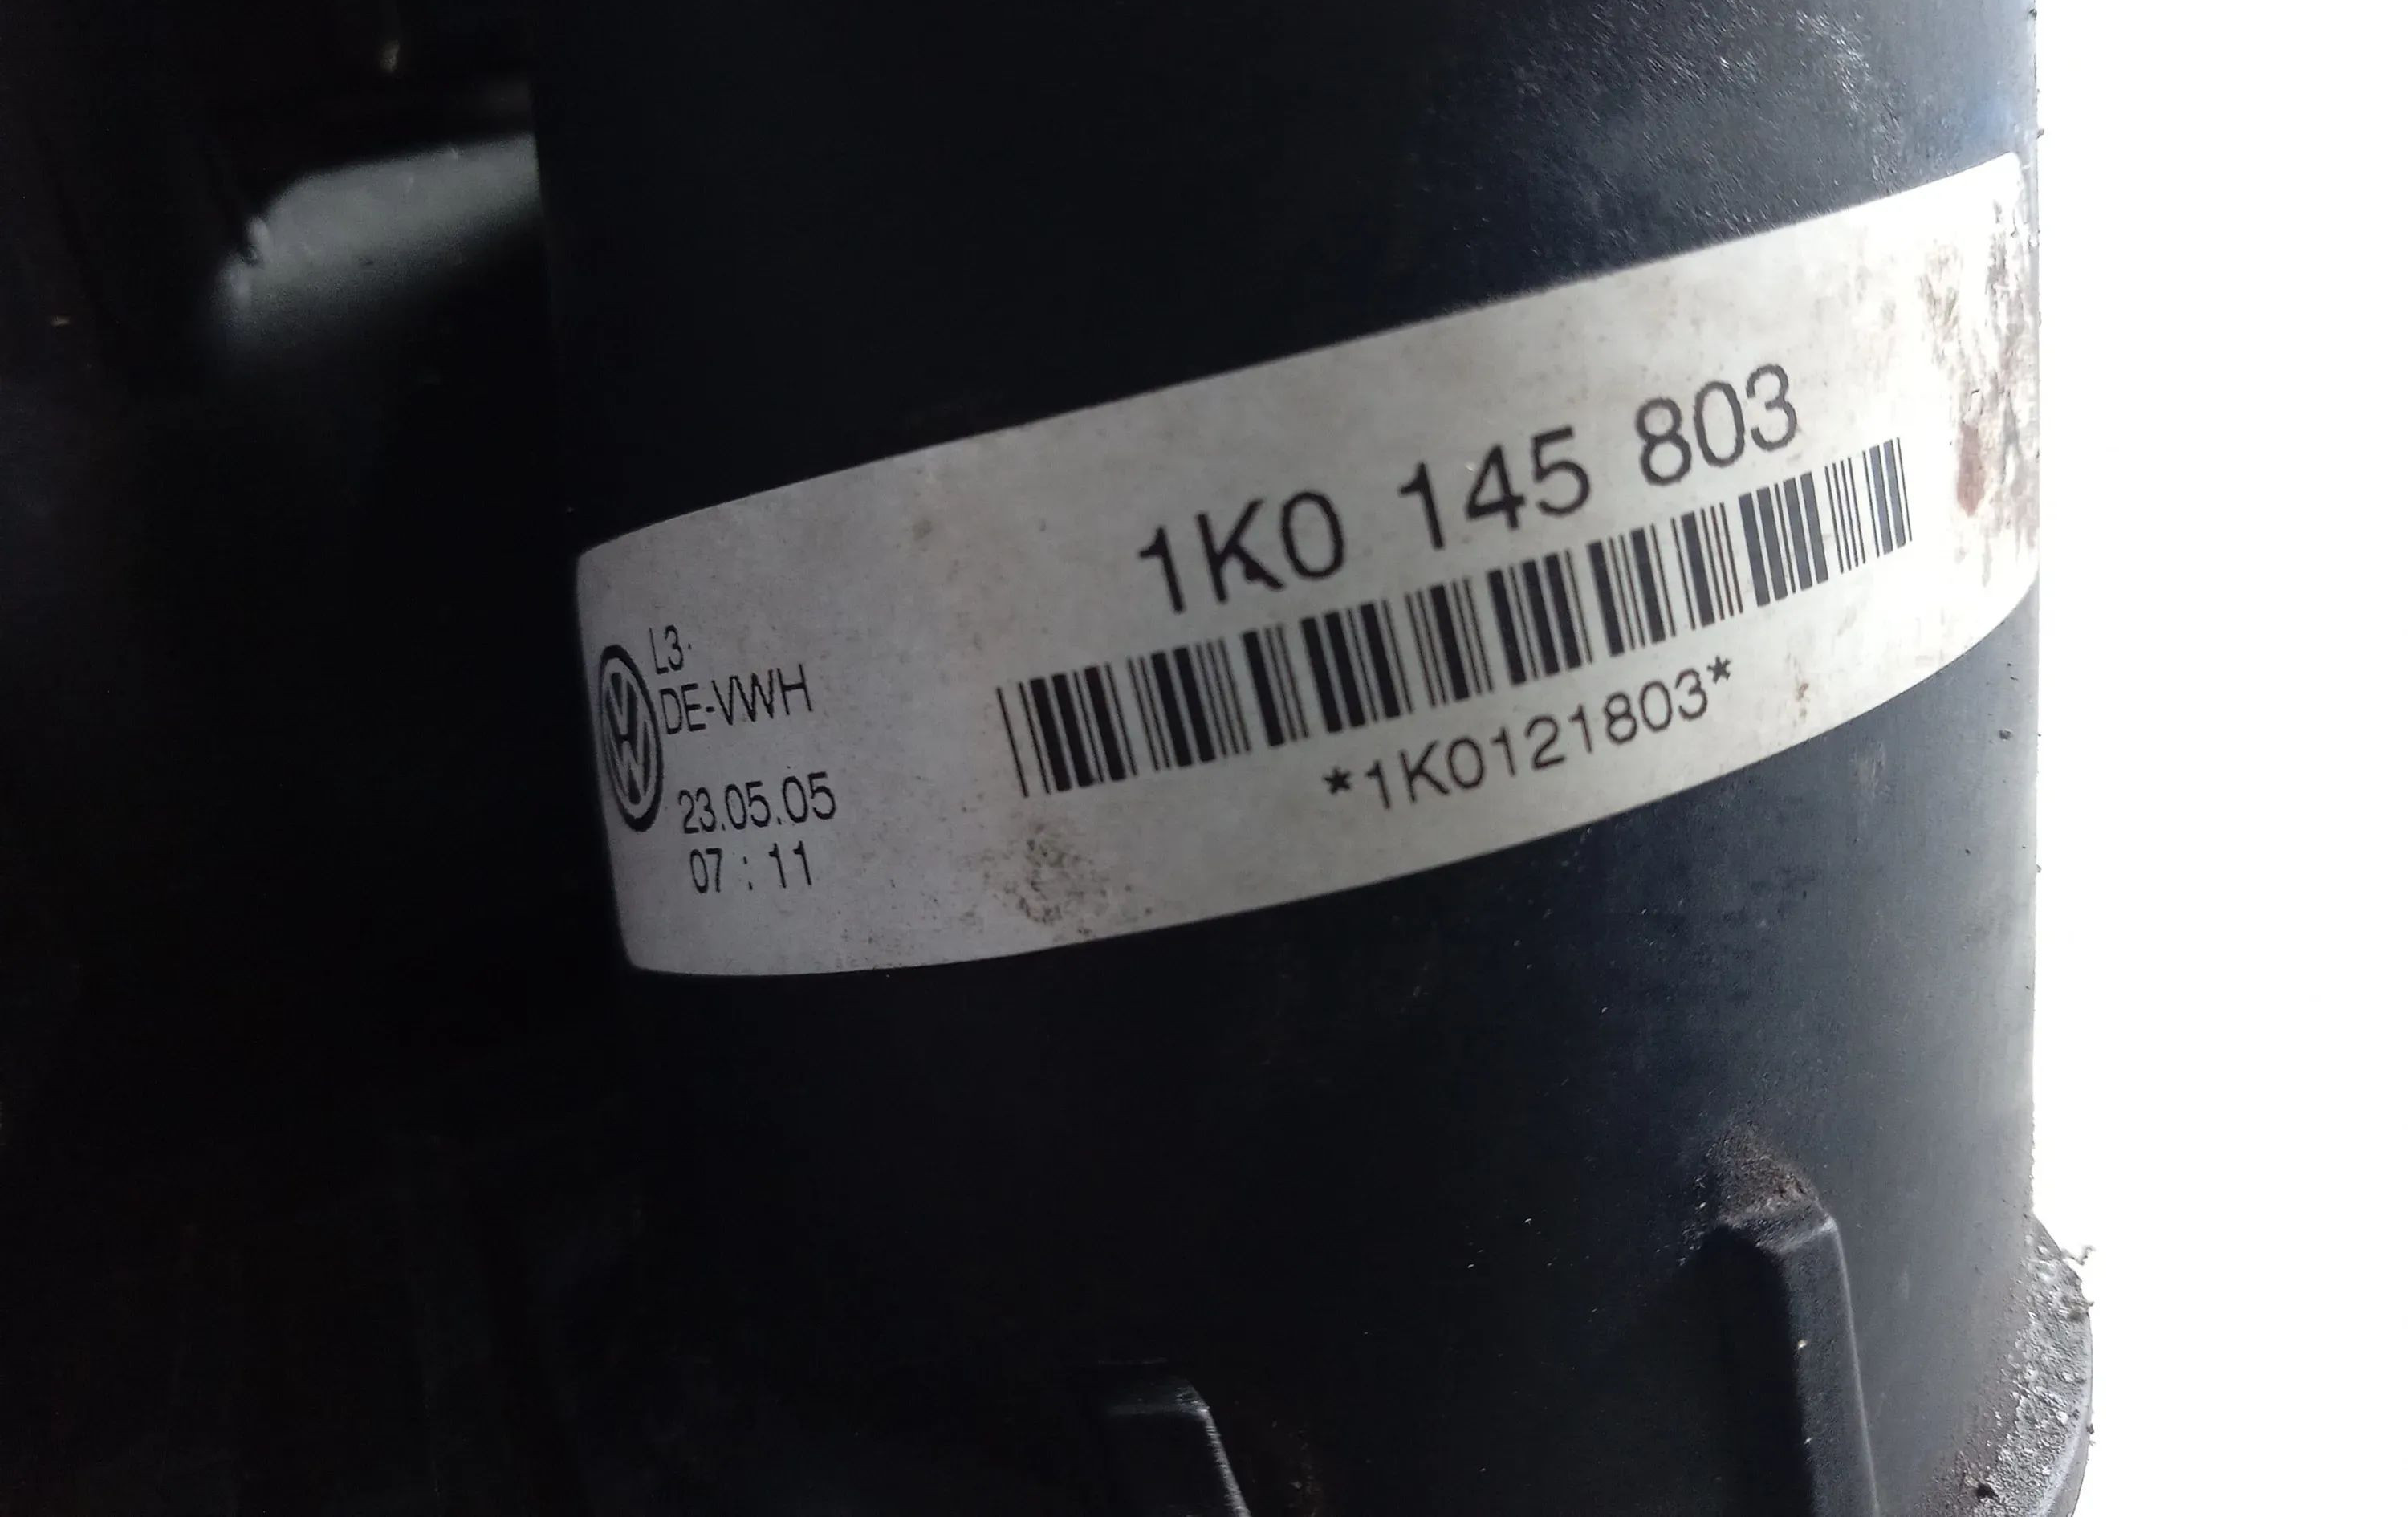 1K0 145 803
*1K0121803*
L3.
DE-VWH
23.05.05
07 : 11